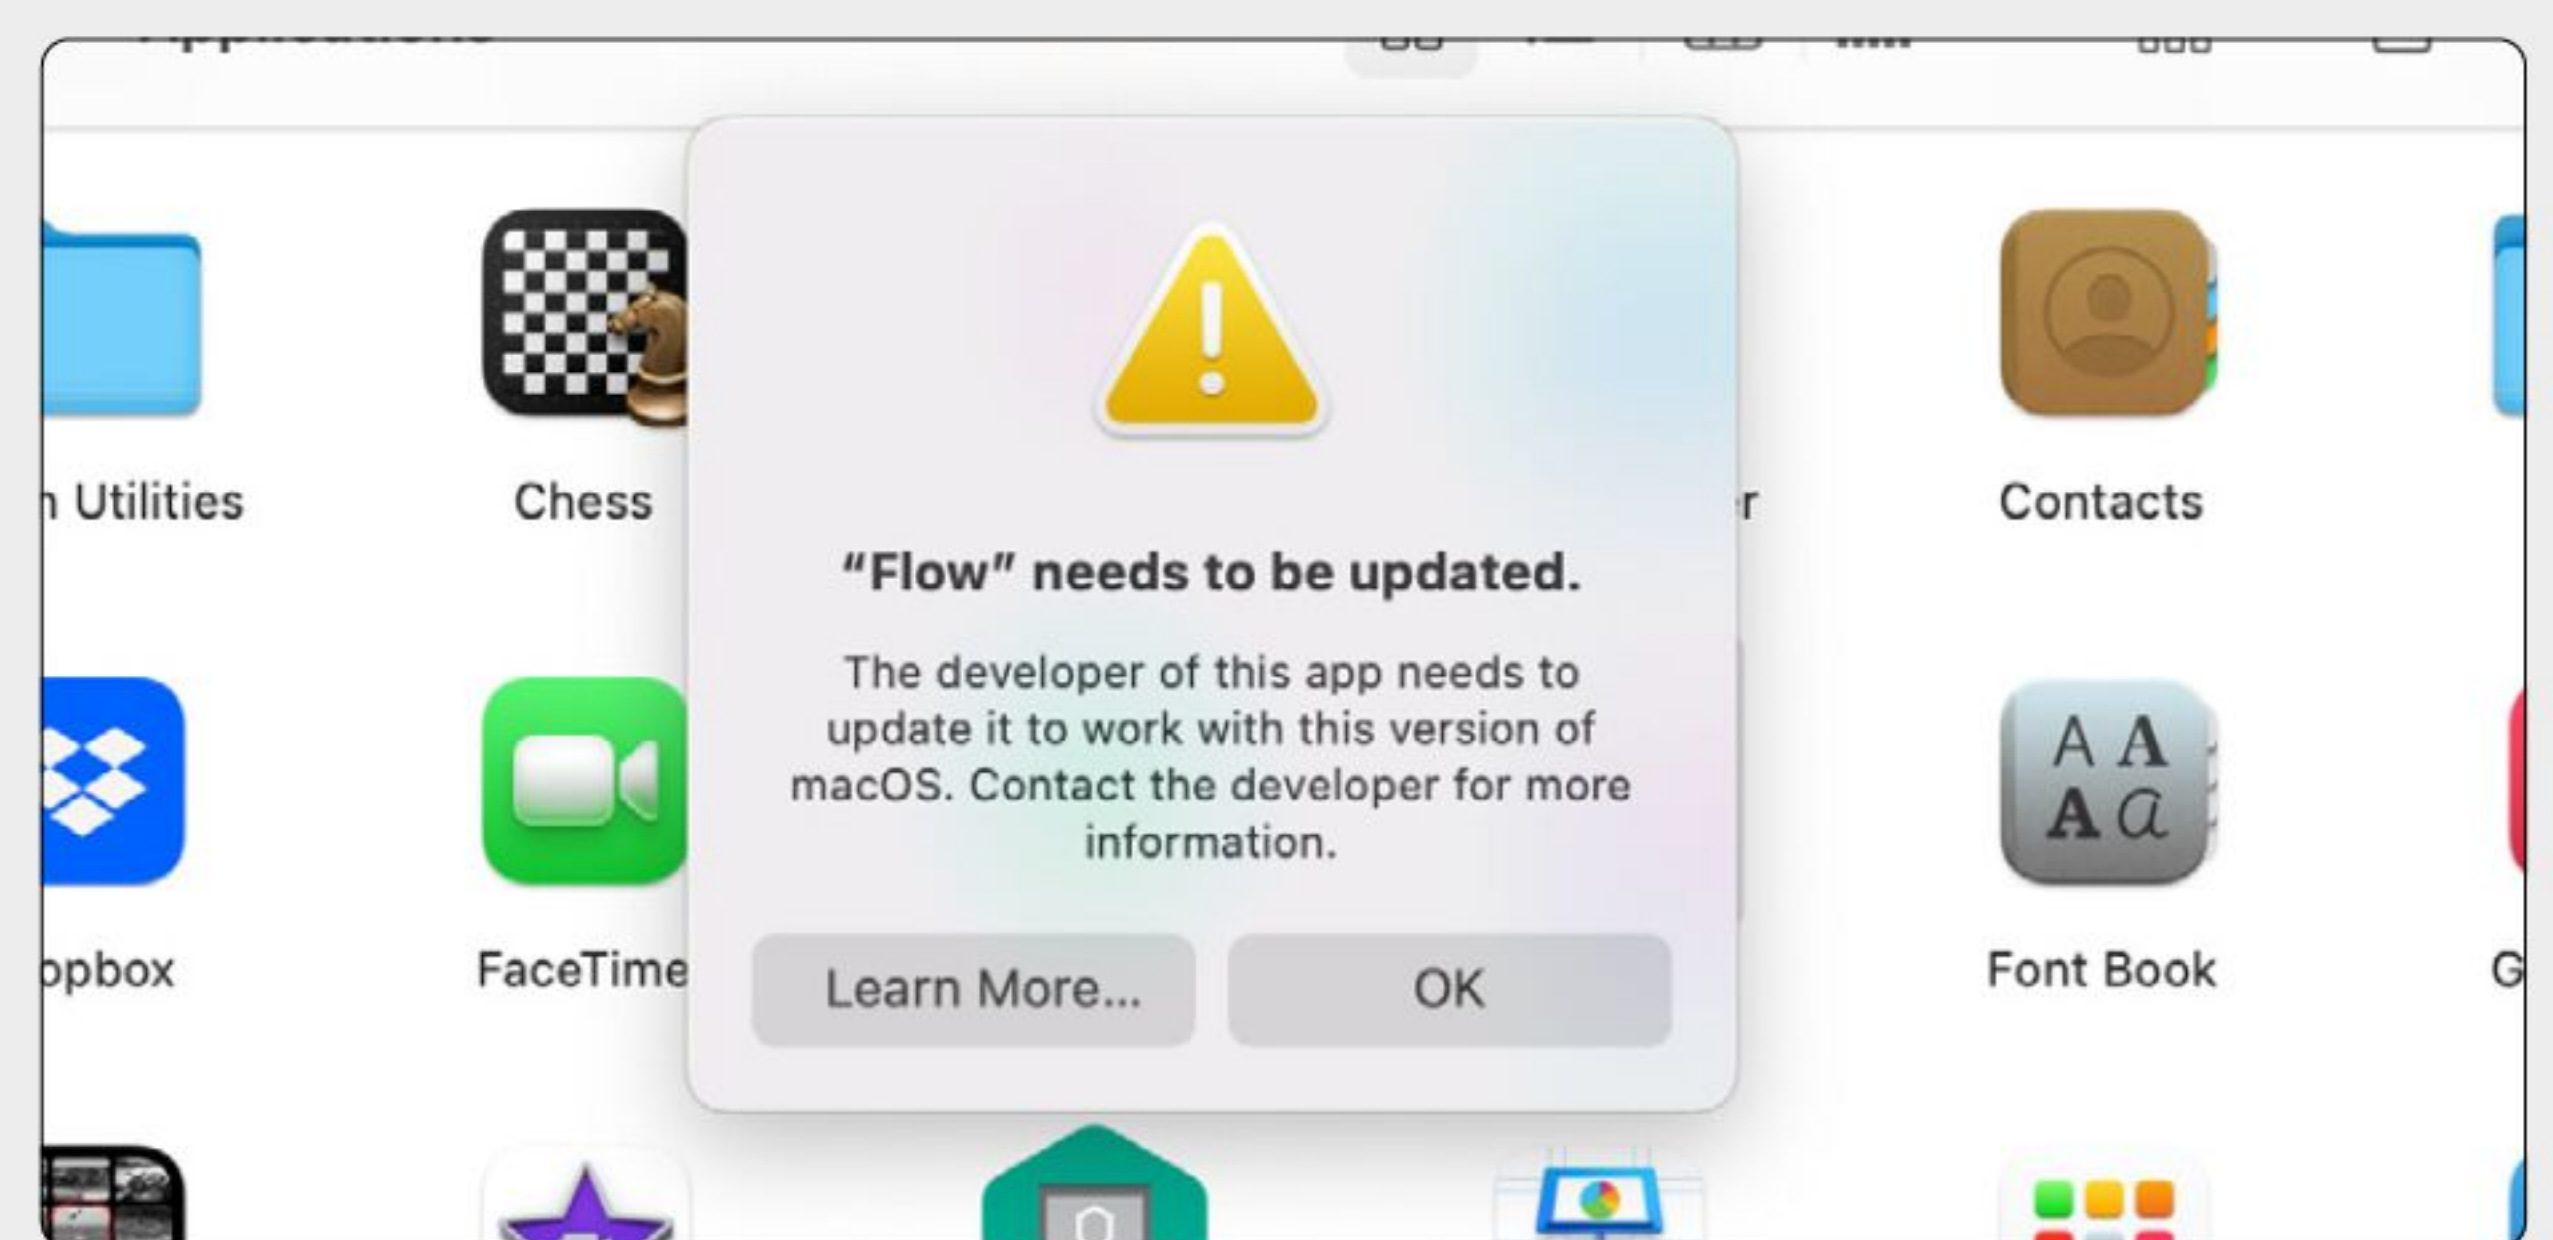 Utilities
Chess
Contacts
“Flow” needs to be updated.
The developer of this app needs to
update it to work with this version of
macOS. Contact the developer for more
information.
opbox
FaceTime
Font Book
Learn More...
OK
A A
A a